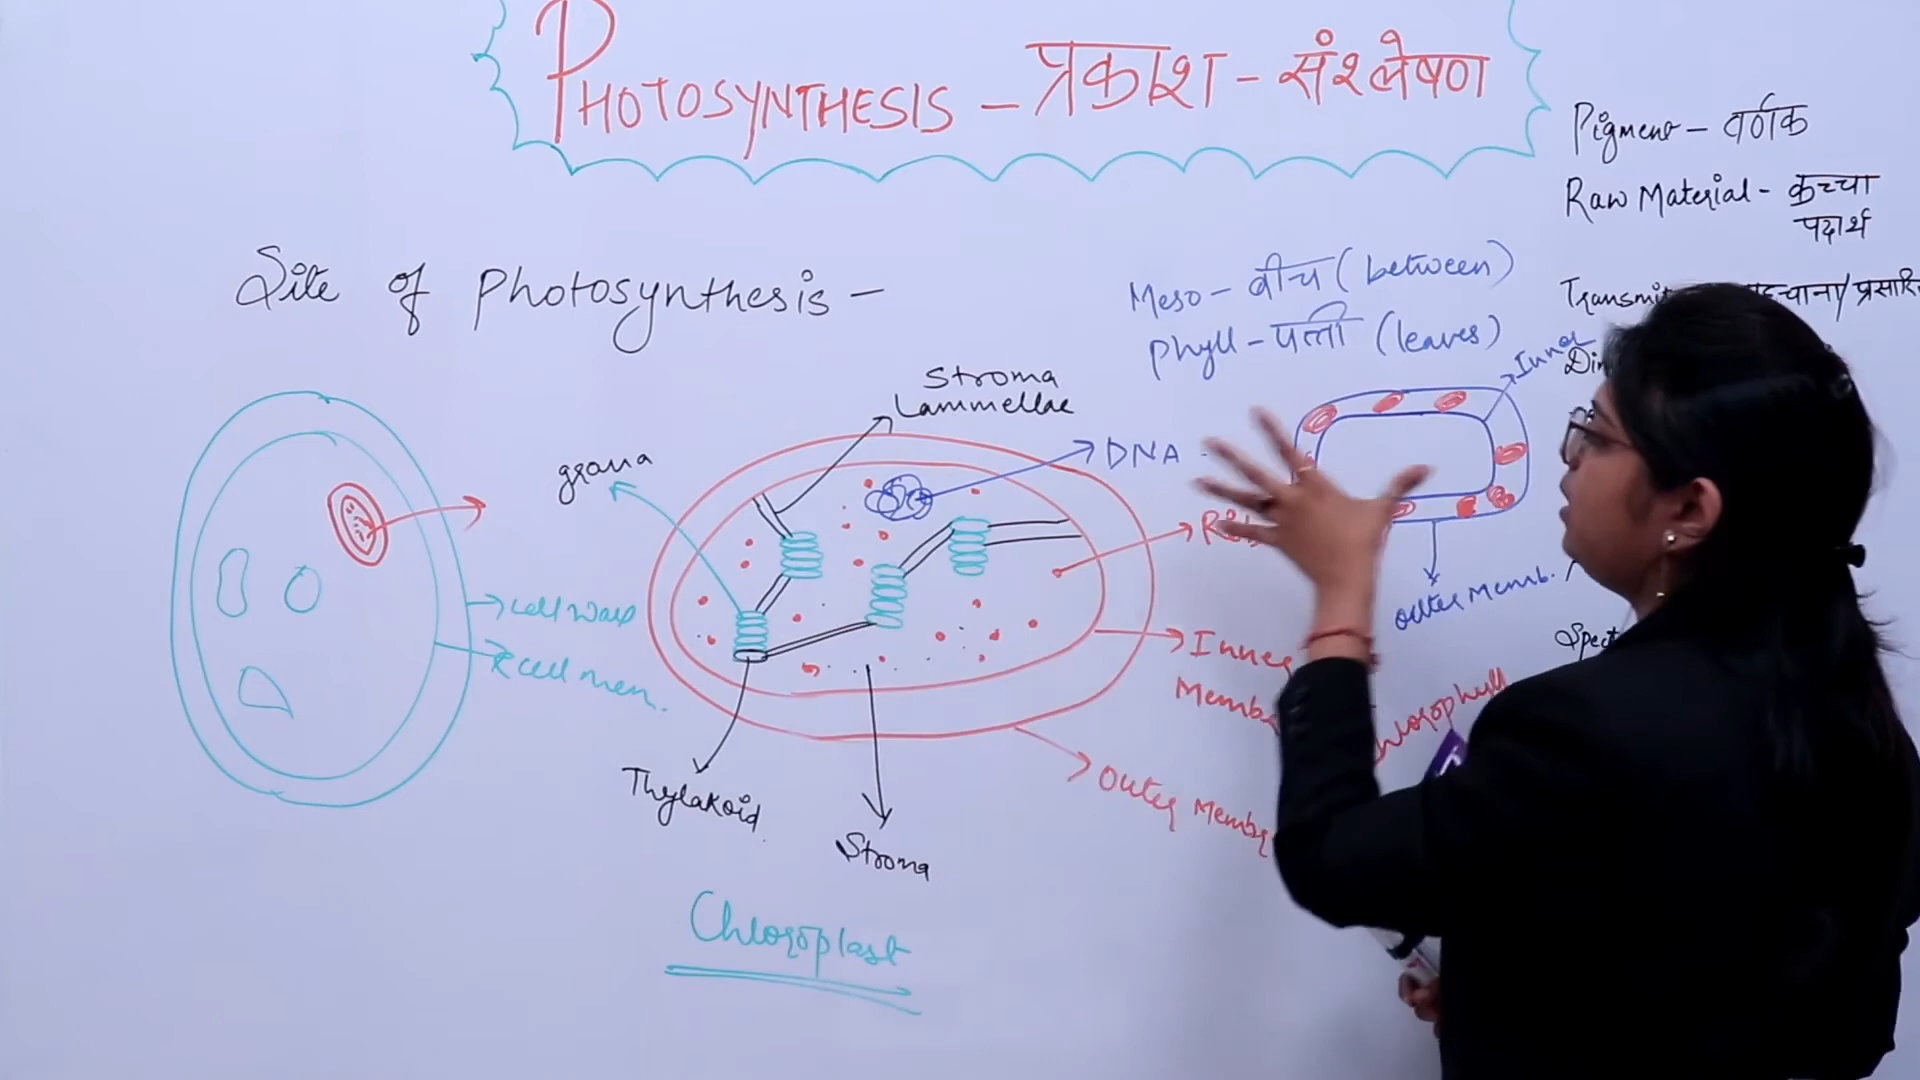 PHOTOSYNTHESIS - प्रकाश - संश्लेषण
Pigment - वर्णक
Raw Material - कच्चा
पदार्थ
Site of Photosynthesis -
Meso - बीच (between)
Phyll - पत्ती (leaves)
Inner
Stroma
Lammellae
grana
DNA
cell wall
cell mem.
Inner
Outer Memb.
Thylakoid
Stroma
Outer
Chloroplast